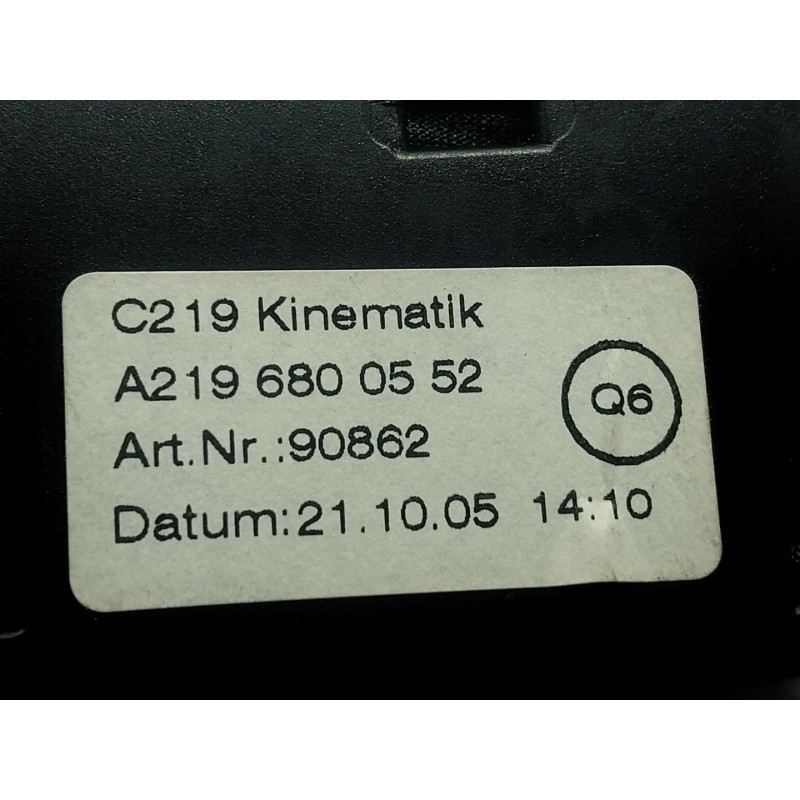 C219 Kinematik
A219 680 05 52
Q6
Art.Nr.:90862
Datum:21.10.05 14:10